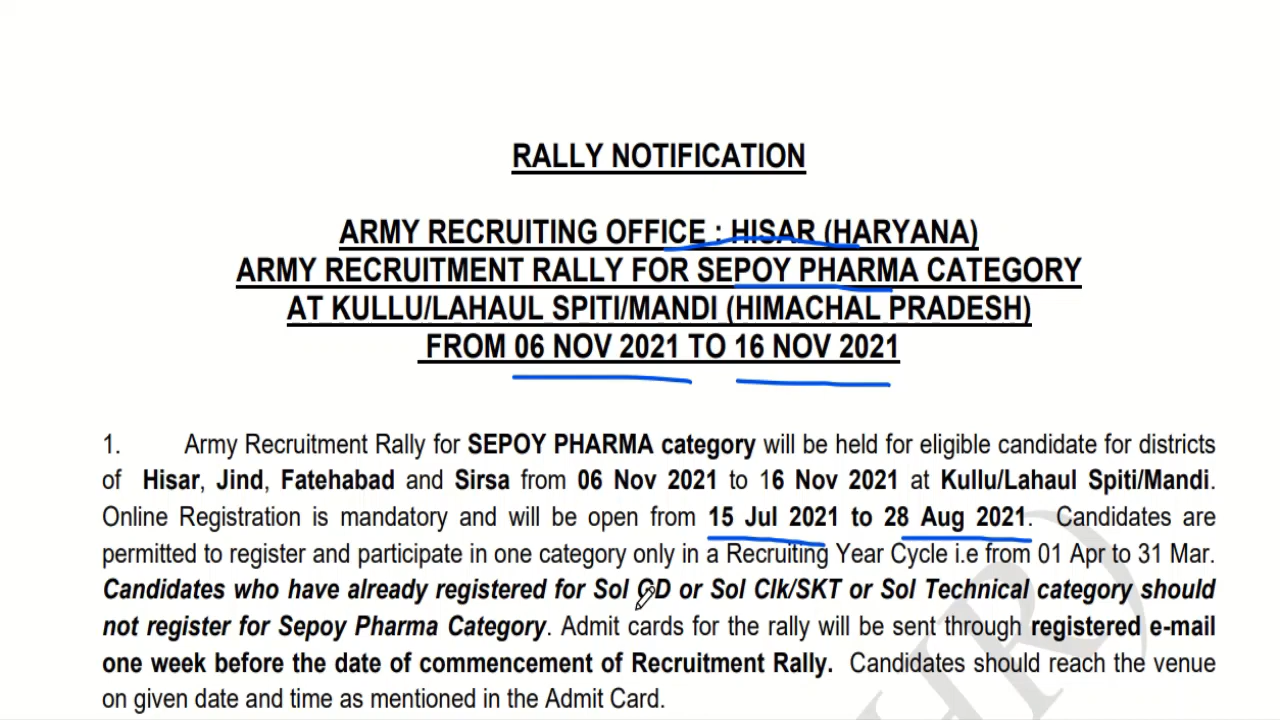 RALLY NOTIFICATION
ARMY RECRUITING OFFICE : HISAR (HARYANA)
ARMY RECRUITMENT RALLY FOR SEPOY PHARMA CATEGORY
AT KULLU/LAHAUL SPITI/MANDI (HIMACHAL PRADESH)
FROM 06 NOV 2021 TO 16 NOV 2021
1. Army Recruitment Rally for SEPOY PHARMA category will be held for eligible candidate for districts
of Hisar, Jind, Fatehabad and Sirsa from 06 Nov 2021 to 16 Nov 2021 at Kullu/Lahaul Spiti/Mandi.
Online Registration is mandatory and will be open from 15 Jul 2021 to 28 Aug 2021. Candidates are
permitted to register and participate in one category only in a Recruiting Year Cycle i.e from 01 Apr to 31 Mar.
Candidates who have already registered for Sol GD or Sol Clk/SKT or Sol Technical category should
not register for Sepoy Pharma Category. Admit cards for the rally will be sent through registered e-mail
one week before the date of commencement of Recruitment Rally. Candidates should reach the venue
on given date and time as mentioned in the Admit Card.